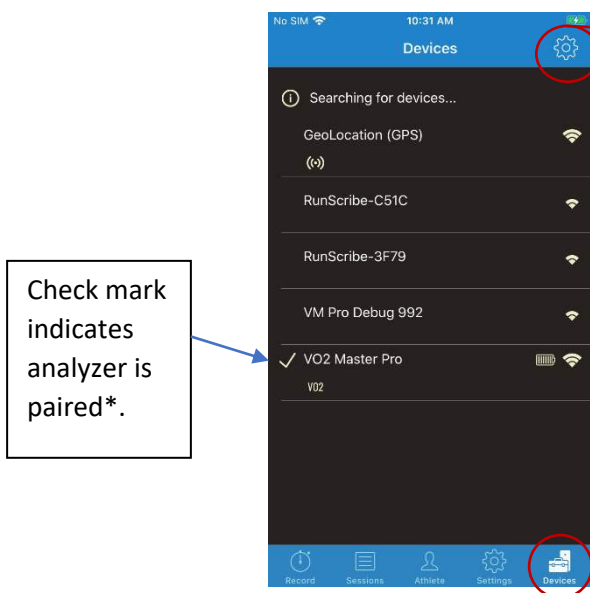 No SIM 10:31 AM
Devices
Searching for devices...
GeoLocation (GPS)
RunScribe-C51C
RunScribe-3F79
VM Pro Debug 992
VO2 Master Pro
VO2
Check mark
indicates
analyzer is
paired*.
Record Sessions Athlete Settings Devices